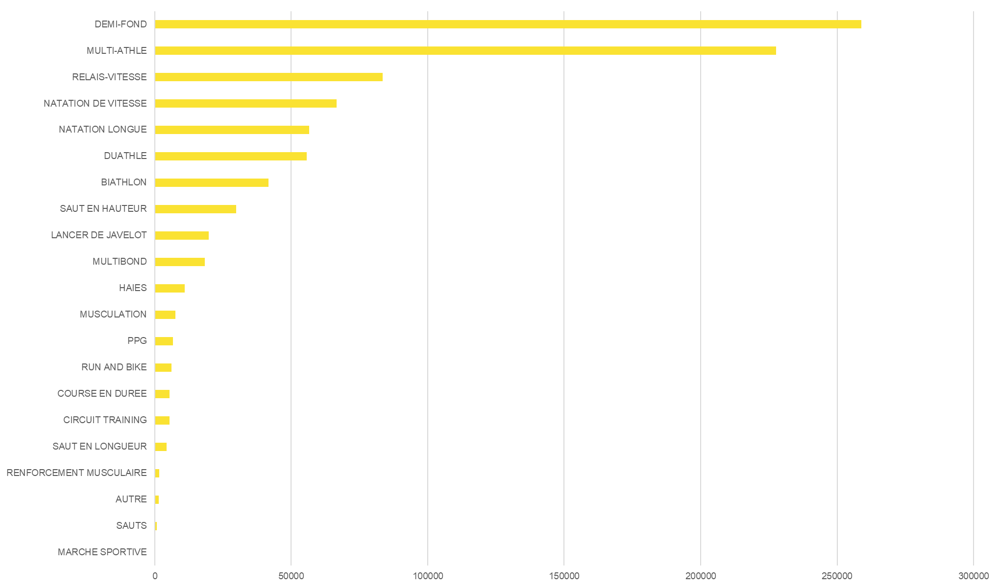 DEMI-FOND
MULTI-ATHLE
RELAIS-VITESSE
NATATION DE VITESSE
NATATION LONGUE
DUATHLE
BIATHLON
SAUT EN HAUTEUR
LANCER DE JAVELOT
MULTIBOND
HAIES
MUSCULATION
PPG
RUN AND BIKE
COURSE EN DUREE
CIRCUIT TRAINING
SAUT EN LONGUEUR
RENFORCEMENT MUSCULAIRE
AUTRE
SAUTS
MARCHE SPORTIVE
0 50000 100000 150000 200000 250000 300000